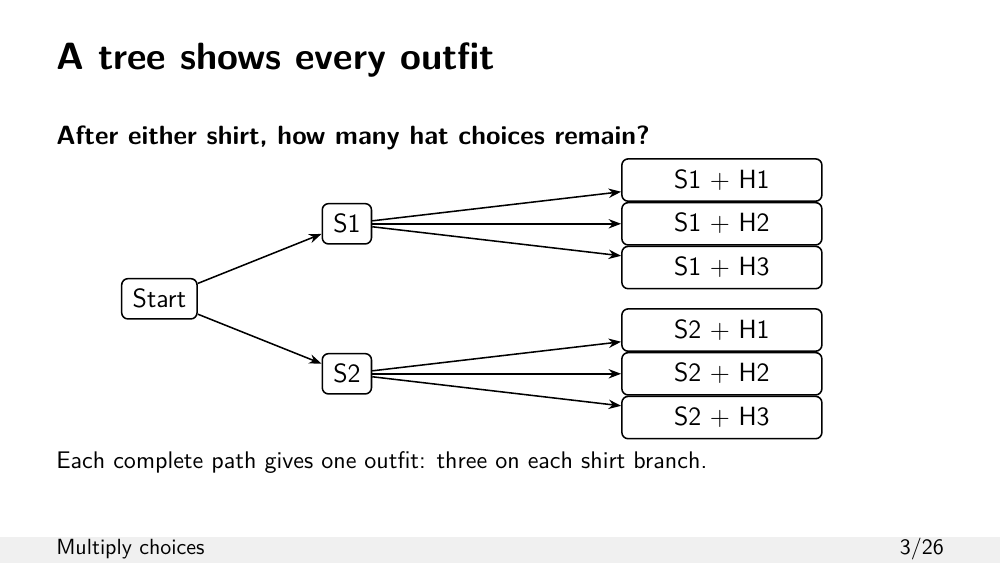 A tree shows every outfit
After either shirt, how many hat choices remain?
S1 + H1
S1
S1 + H2
S1 + H3
Start
S2 + H1
S2
S2 + H2
S2 + H3
Each complete path gives one outfit: three on each shirt branch.
Multiply choices
3/26